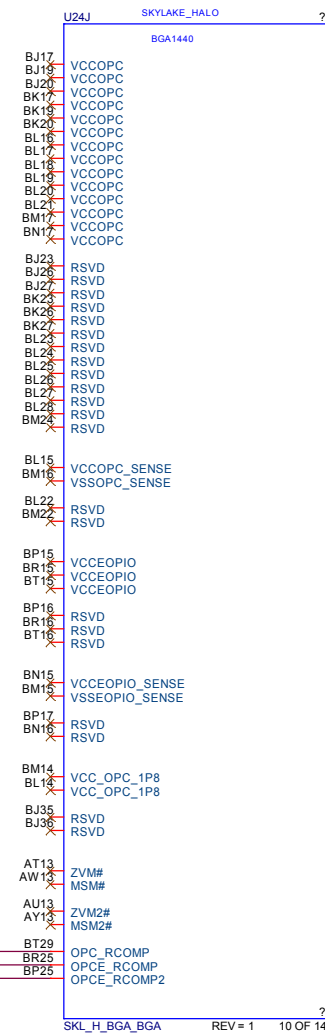 U24J SKYLAKE_HALO ?
BGA1440
BJ17 VCCOPC
BJ19 VCCOPC
BJ20 VCCOPC
BK17 VCCOPC
BK19 VCCOPC
BK20 VCCOPC
BL16 VCCOPC
BL17 VCCOPC
BL18 VCCOPC
BL19 VCCOPC
BL20 VCCOPC
BL21 VCCOPC
BM17 VCCOPC
BN17 VCCOPC
BJ23 RSVD
BJ26 RSVD
BJ27 RSVD
BK23 RSVD
BK26 RSVD
BK27 RSVD
BL23 RSVD
BL24 RSVD
BL25 RSVD
BL26 RSVD
BL27 RSVD
BL28 RSVD
BM24 RSVD
BL15 VCCOPC_SENSE
BM16 VSSOPC_SENSE
BL22 RSVD
BM22 RSVD
BP15 VCCEOPIO
BR15 VCCEOPIO
BT15 VCCEOPIO
BP16 RSVD
BR16 RSVD
BT16 RSVD
BN15 VCCEOPIO_SENSE
BM15 VSSEOPIO_SENSE
BP17 RSVD
BN16 RSVD
BM14 VCC_OPC_1P8
BL14 VCC_OPC_1P8
BJ35 RSVD
BJ36 RSVD
AT13 ZVM#
AW13 MSM#
AU13 ZVM2#
AY13 MSM2#
BT29 OPC_RCOMP
BR25 OPCE_RCOMP
BP25 OPCE_RCOMP2
?
SKL_H_BGA_BGA REV = 1 10 OF 14